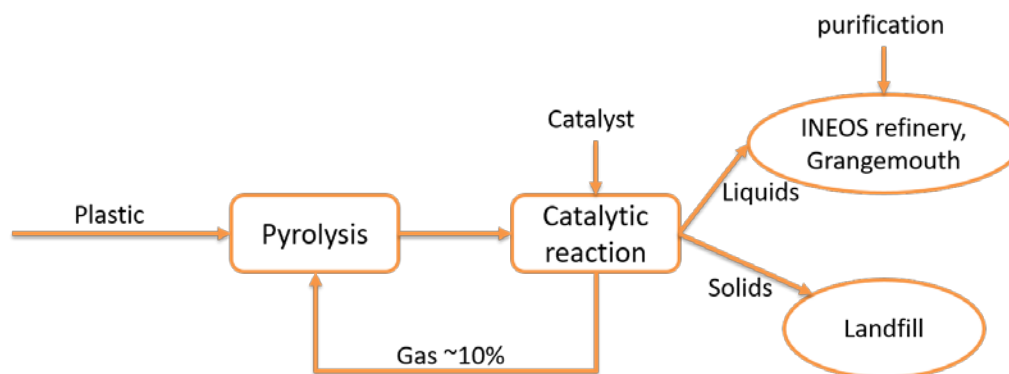 purification
Catalyst
INEOS refinery,
Grangemouth
Plastic
Pyrolysis
Catalytic
reaction
Liquids
Solids
Landfill
Gas ~10%